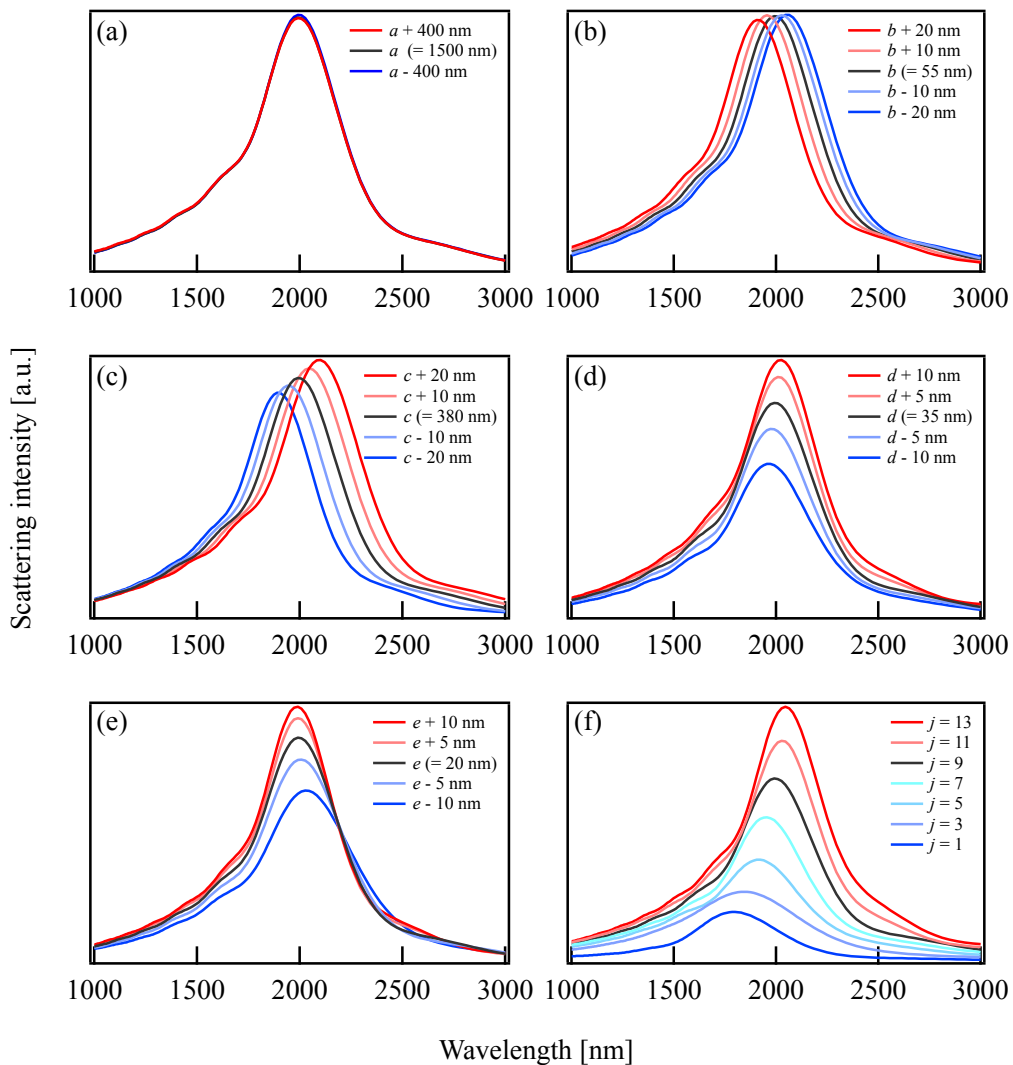 (a)
a + 400 nm
a (= 1500 nm)
a - 400 nm
1000 1500 2000 2500 3000
(b)
b + 20 nm
b + 10 nm
b (= 55 nm)
b - 10 nm
b - 20 nm
1000 1500 2000 2500 3000
Scattering intensity [a.u.]
(c)
c + 20 nm
c + 10 nm
c (= 380 nm)
c - 10 nm
c - 20 nm
1000 1500 2000 2500 3000
(d)
d + 10 nm
d + 5 nm
d (= 35 nm)
d - 5 nm
d - 10 nm
1000 1500 2000 2500 3000
(e)
e + 10 nm
e + 5 nm
e (= 20 nm)
e - 5 nm
e - 10 nm
1000 1500 2000 2500 3000
(f)
j = 13
j = 11
j = 9
j = 7
j = 5
j = 3
j = 1
1000 1500 2000 2500 3000
Wavelength [nm]